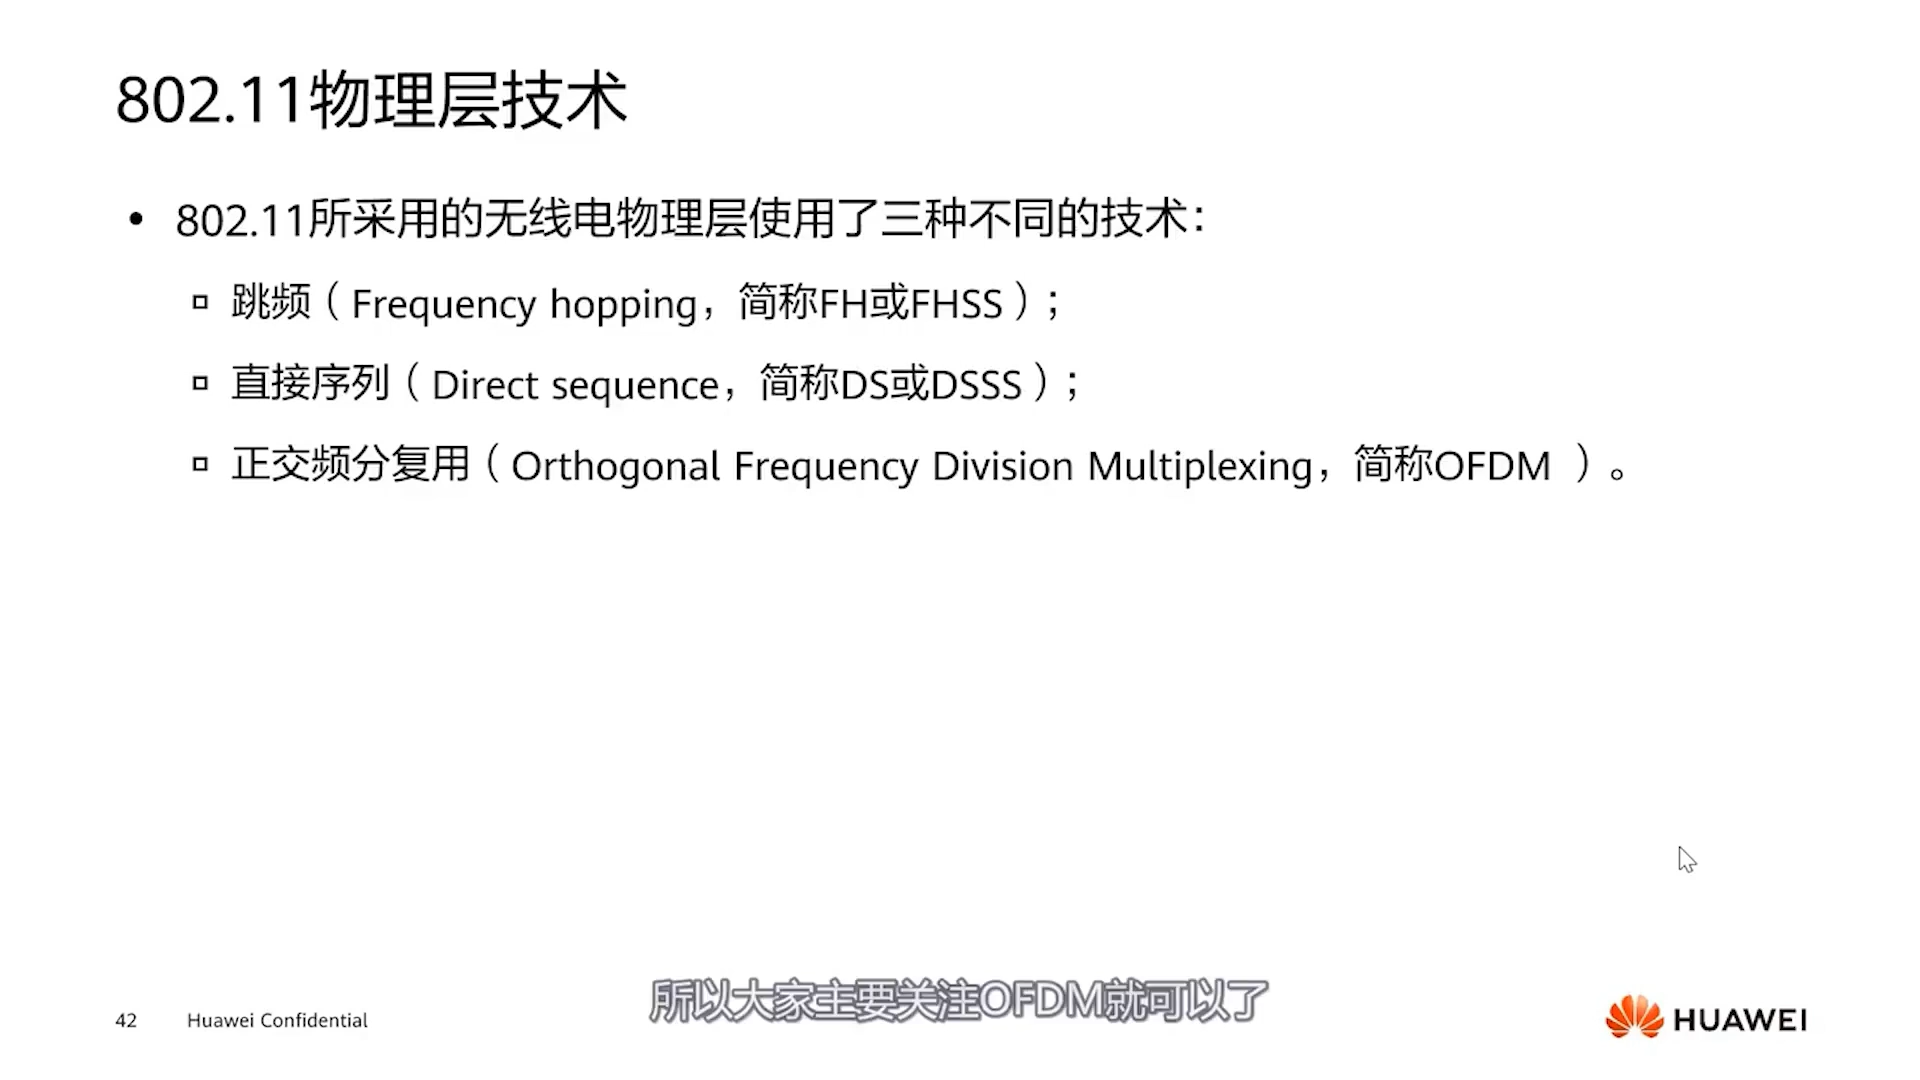 802.11物理层技术
• 802.11所采用的无线电物理层使用了三种不同的技术：
▫ 跳频（Frequency hopping，简称FH或FHSS）；
▫ 直接序列（Direct sequence，简称DS或DSSS）；
▫ 正交频分复用（Orthogonal Frequency Division Multiplexing，简称OFDM ）。
所以大家主要关注OFDM就可以了
42 Huawei Confidential
HUAWEI